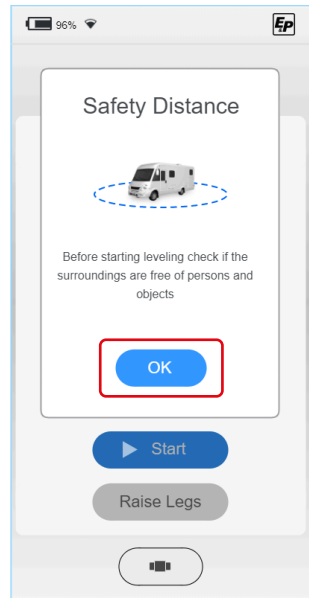 96%
EP
Safety Distance
Before starting leveling check if the
surroundings are free of persons and
objects
OK
Start
Raise Legs